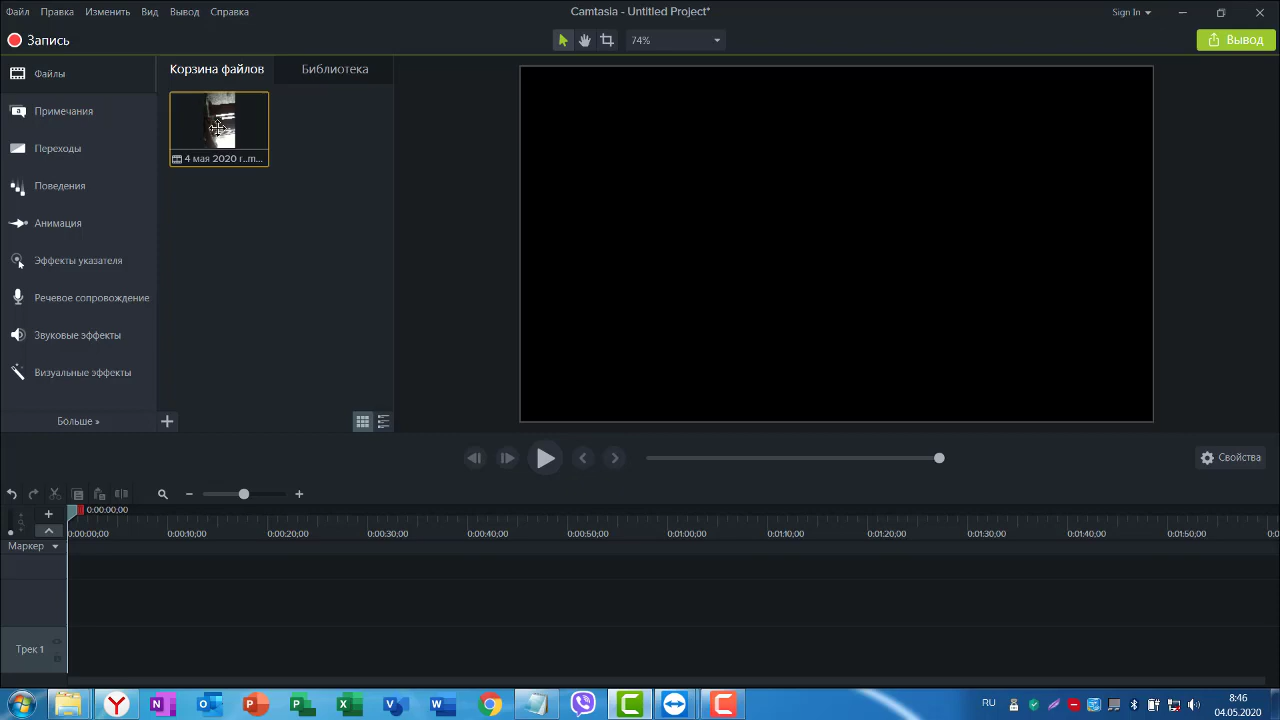 Файл Правка Изменить Вид Вывод Справка Camtasia - Untitled Project* Sign In
Запись 74% Вывод
Файлы
Примечания
Переходы
Поведения
Анимация
Эффекты указателя
Речевое сопровождение
Звуковые эффекты
Визуальные эффекты
Больше »
Корзина файлов Библиотека
4 мая 2020 г..m...
Свойства
0:00:00;00
0:00:00;00 0:00:10;00 0:00:20;00 0:00:30;00 0:00:40;00 0:00:50;00 0:01:00;00 0:01:10;00 0:01:20;00 0:01:30;00 0:01:40;00 0:01:50;00 0:0
Маркер
Трек 1
RU 8:46
04.05.2020